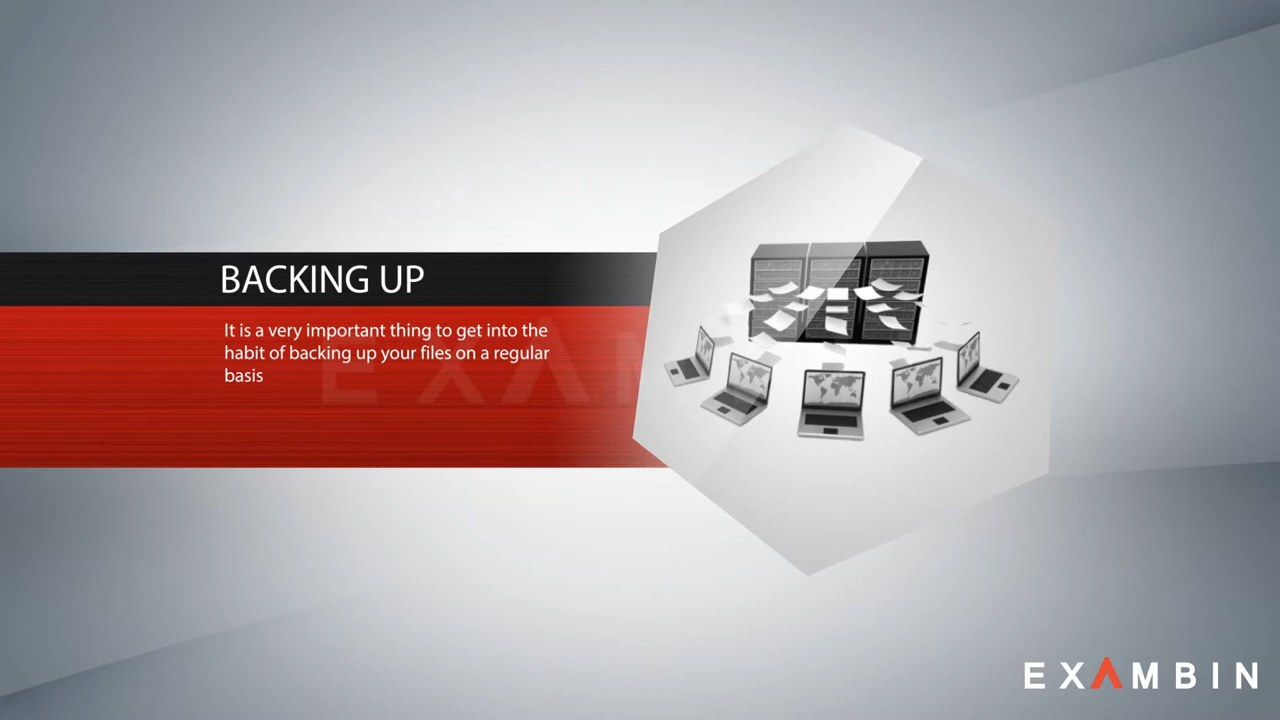 BACKING UP
It is a very important thing to get into the
habit of backing up your files on a regular
basis
EXAM
EXAMBIN